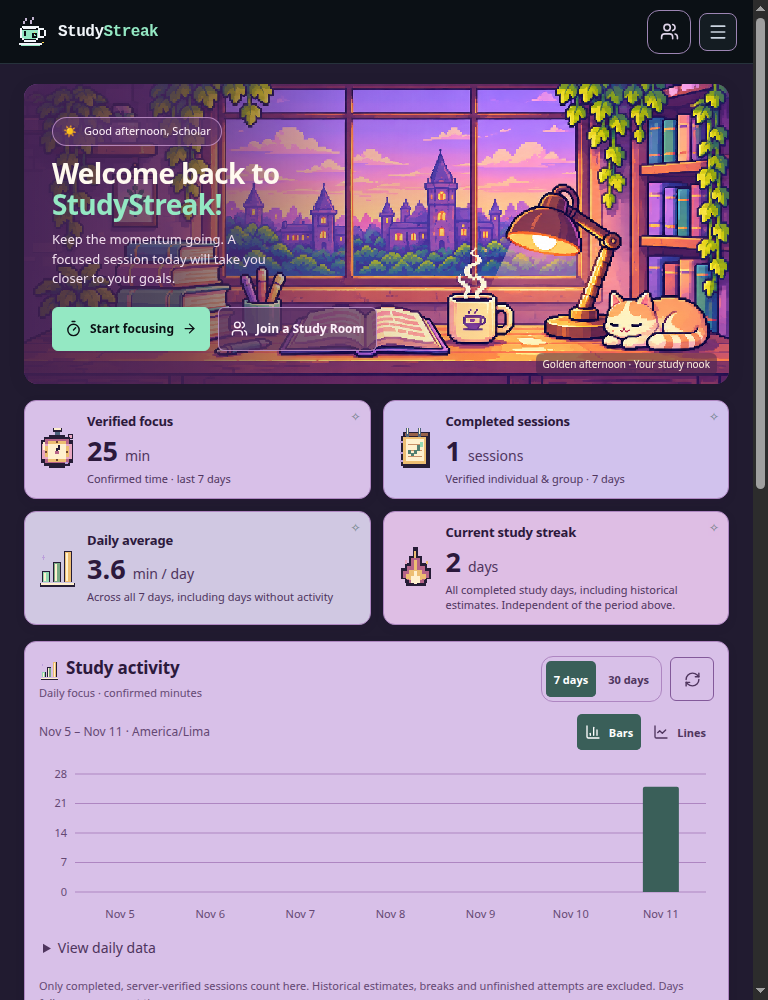 StudyStreak
Good afternoon, Scholar
Welcome back to
StudyStreak!
Keep the momentum going. A
focused session today will take you
closer to your goals.
Start focusing
Join a Study Room
Golden afternoon · Your study nook
Verified focus
25 min
Confirmed time · last 7 days
Completed sessions
1 sessions
Verified individual & group · 7 days
Daily average
3.6 min / day
Across all 7 days, including days without activity
Current study streak
2 days
All completed study days, including historical
estimates. Independent of the period above.
Study activity
Daily focus · confirmed minutes
7 days
30 days
Nov 5 – Nov 11 · America/Lima
Bars
Lines
28
21
14
7
0
Nov 5 Nov 6 Nov 7 Nov 8 Nov 9 Nov 10 Nov 11
View daily data
Only completed, server-verified sessions count here. Historical estimates, breaks and unfinished attempts are excluded. Days